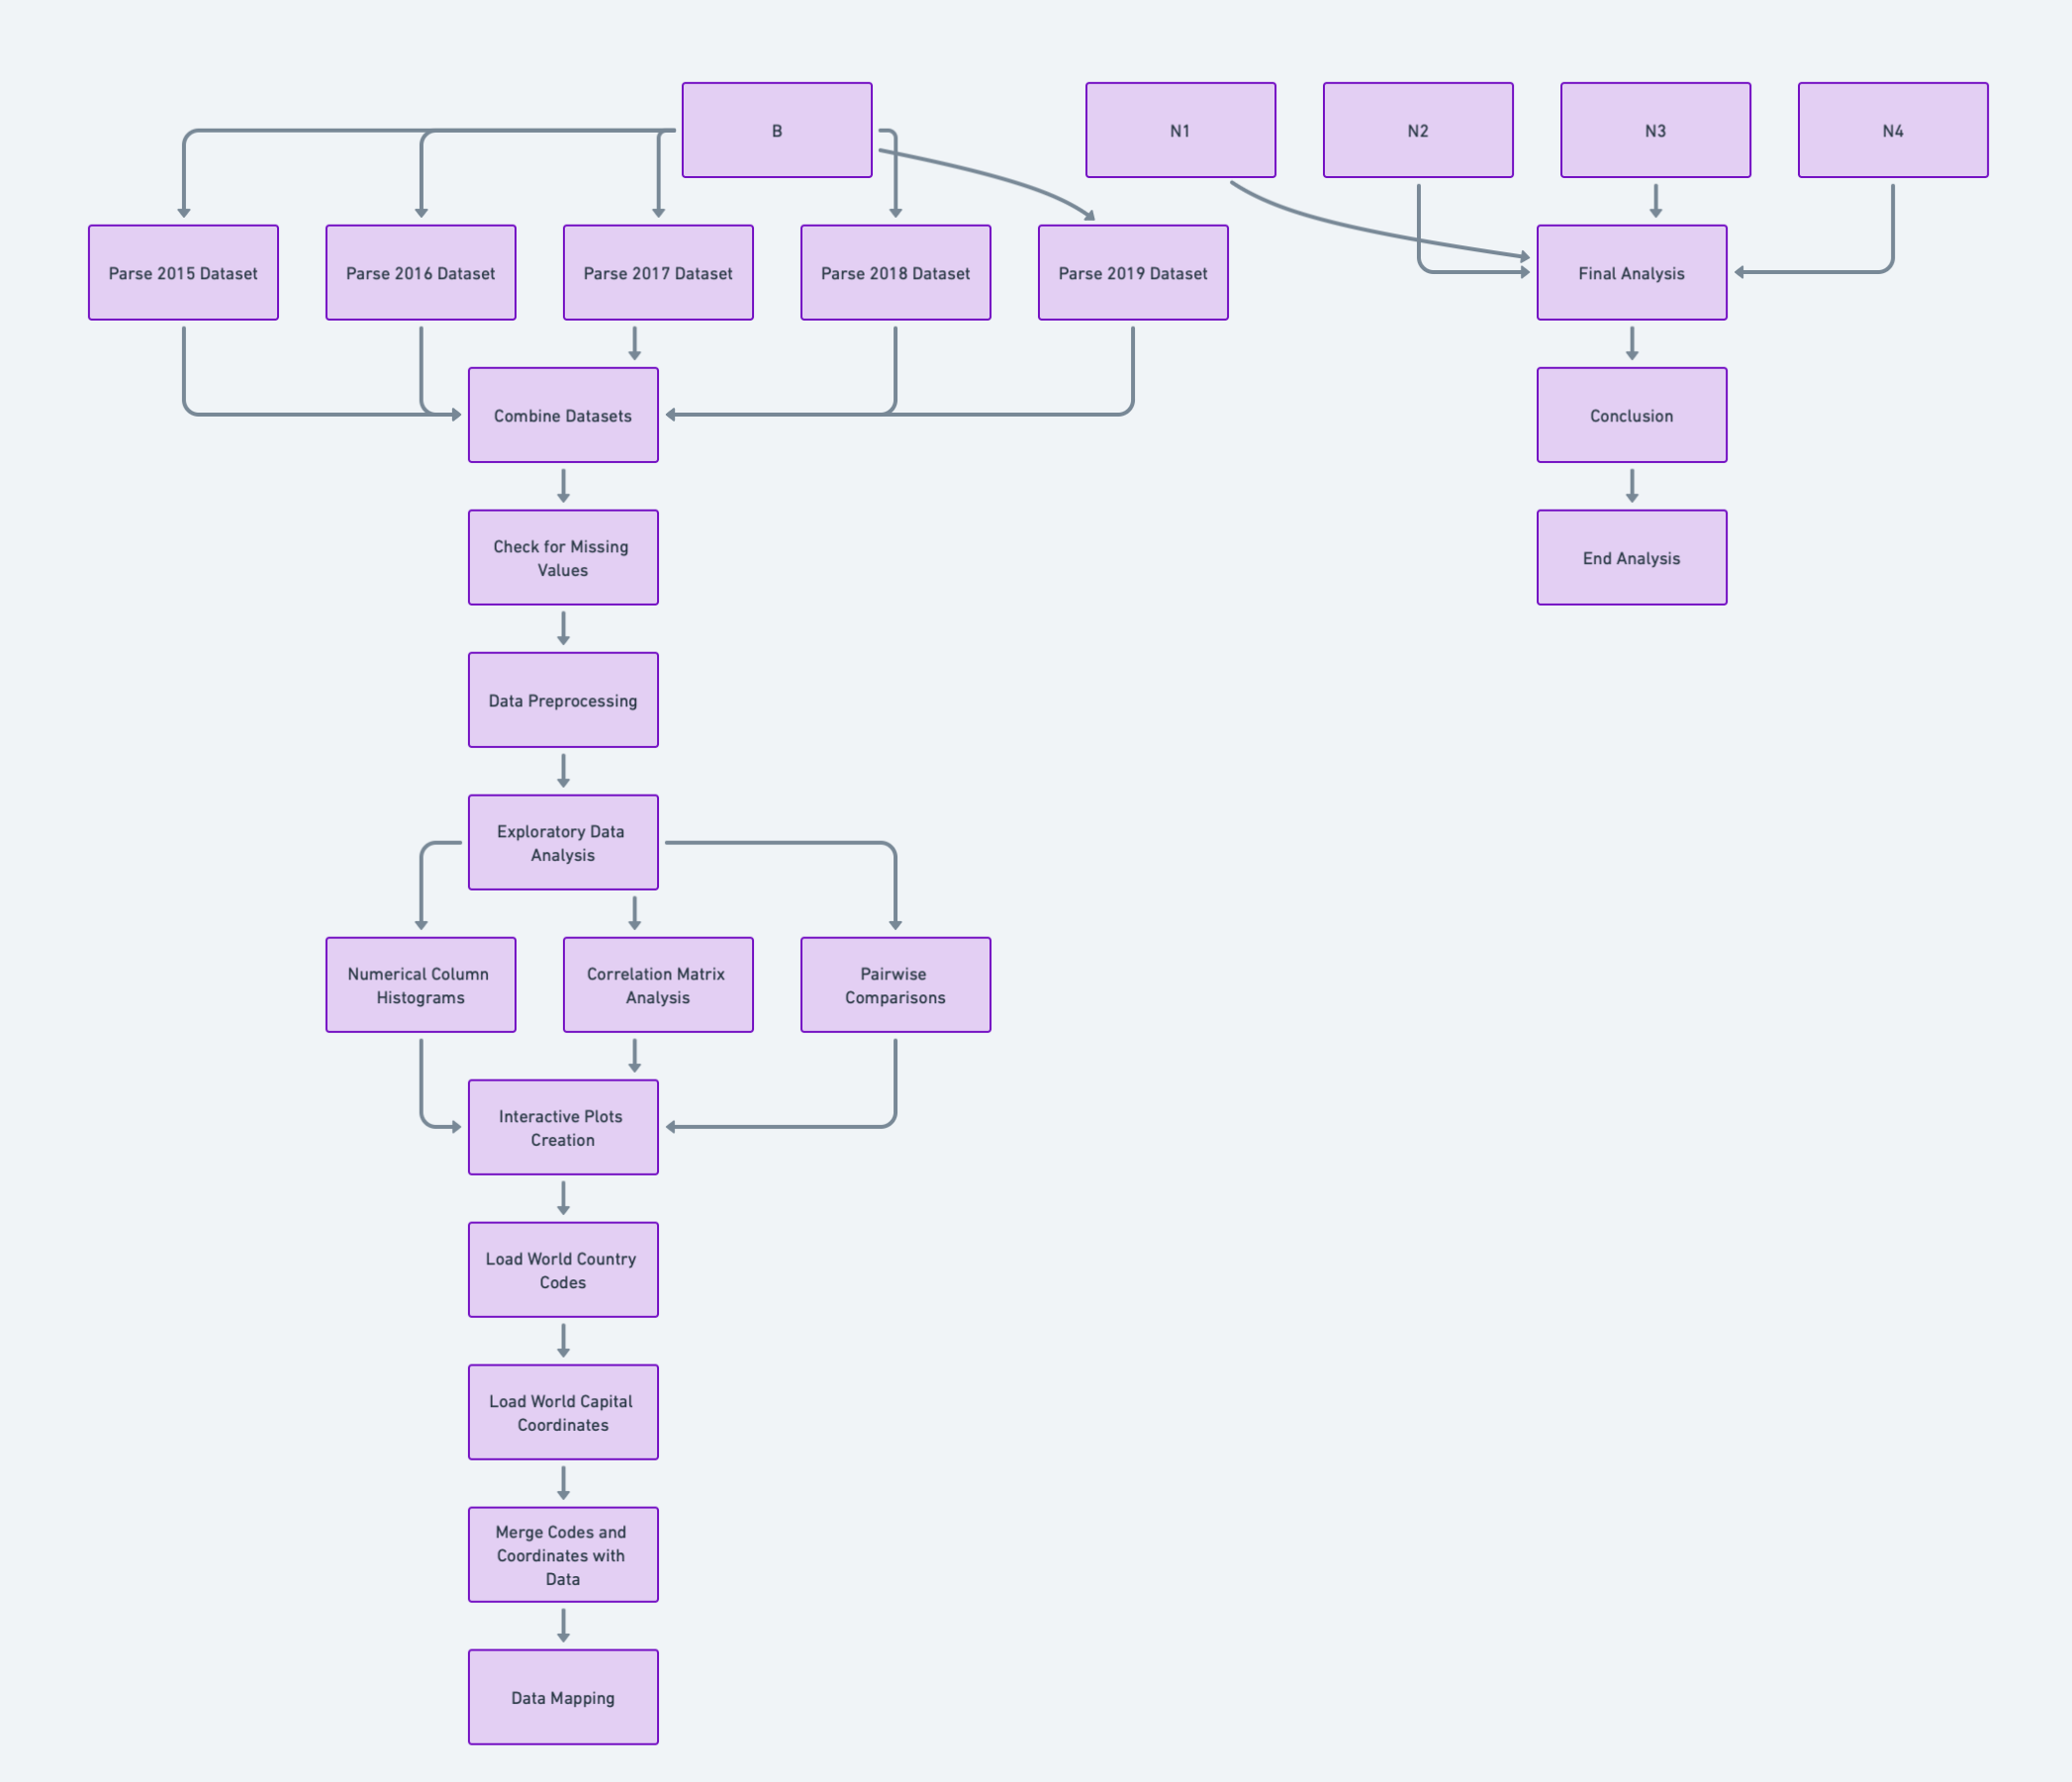 B
N1
N2
N3
N4
Parse 2015 Dataset
Parse 2016 Dataset
Parse 2017 Dataset
Parse 2018 Dataset
Parse 2019 Dataset
Final Analysis
Combine Datasets
Conclusion
Check for Missing
Values
End Analysis
Data Preprocessing
Exploratory Data
Analysis
Numerical Column
Histograms
Correlation Matrix
Analysis
Pairwise
Comparisons
Interactive Plots
Creation
Load World Country
Codes
Load World Capital
Coordinates
Merge Codes and
Coordinates with
Data
Data Mapping